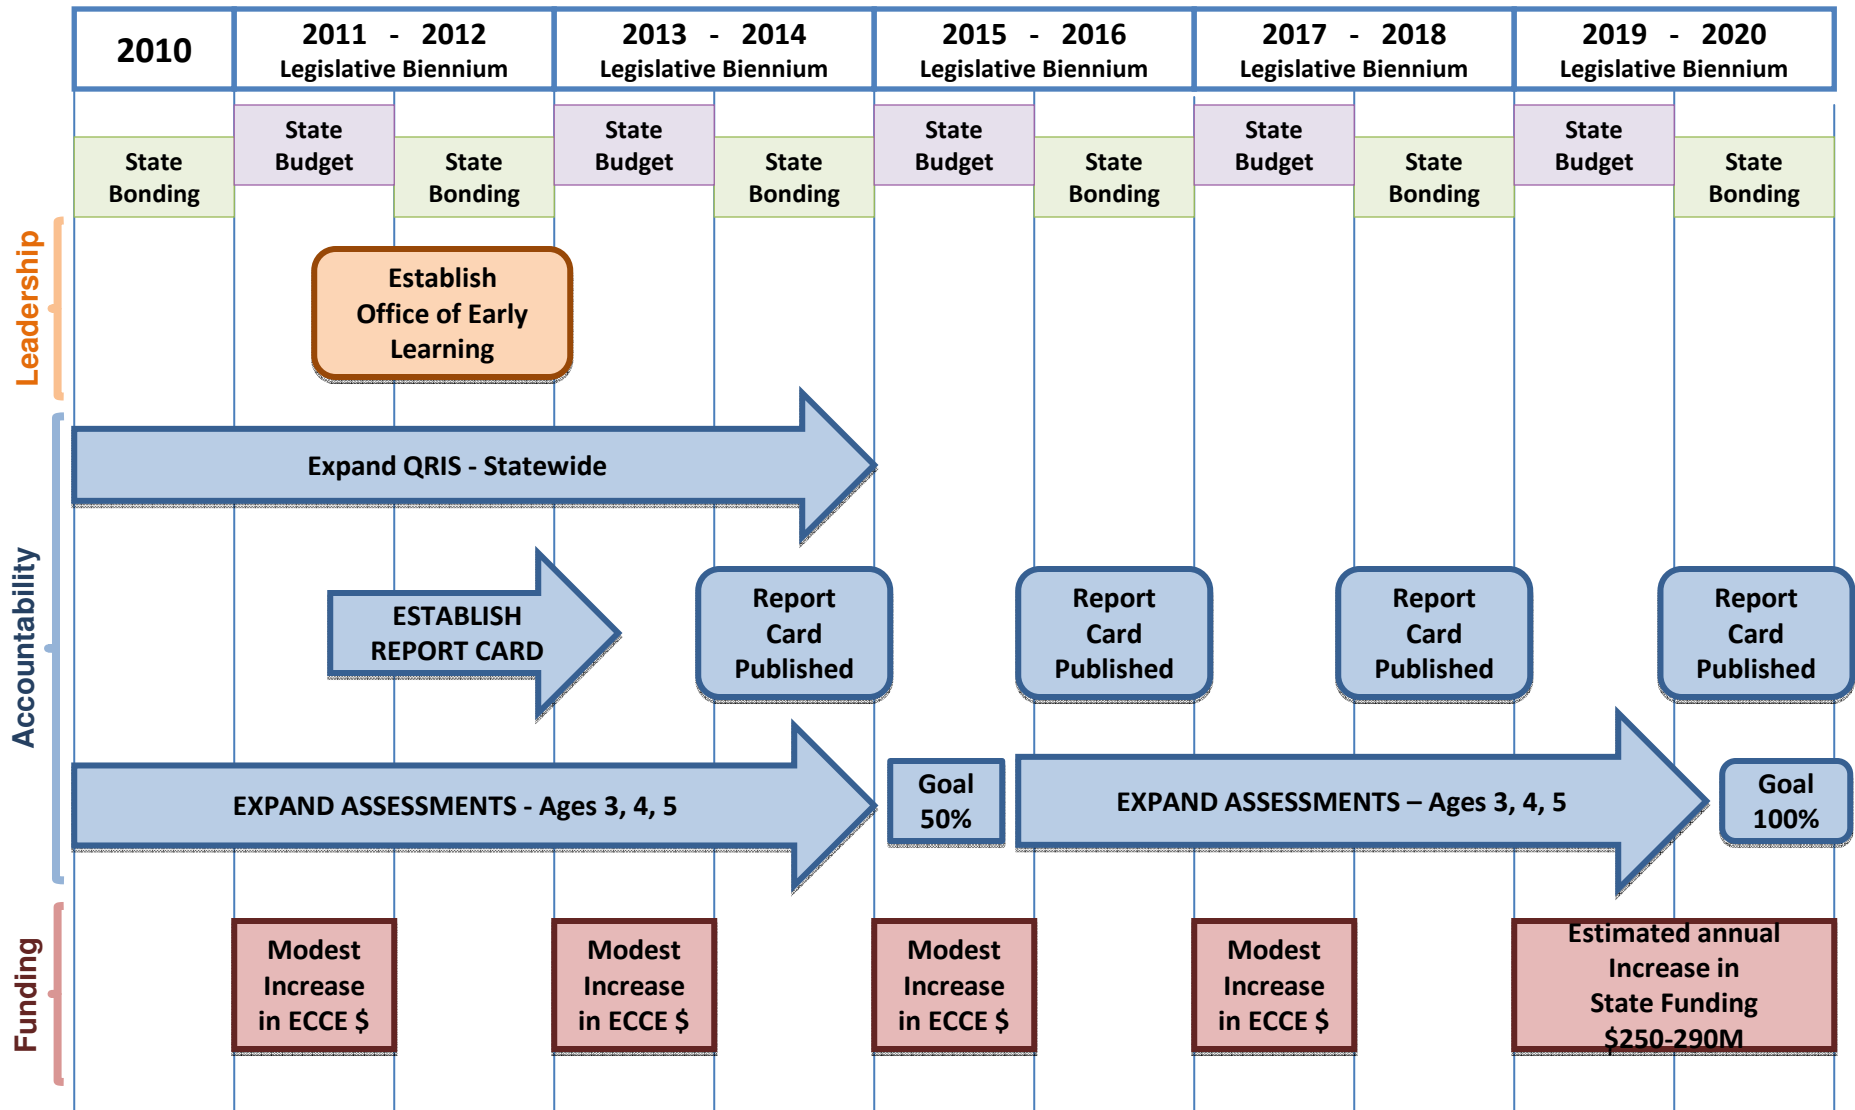 2010
2011 - 2012
Legislative Biennium
2013 - 2014
Legislative Biennium
2015 - 2016
Legislative Biennium
2017 - 2018
Legislative Biennium
2019 - 2020
Legislative Biennium
State
Bonding
State
Budget
State
Bonding
State
Budget
State
Bonding
State
Budget
State
Bonding
State
Budget
State
Bonding
State
Budget
State
Bonding
Leadership
Establish
Office of Early
Learning
Accountability
Expand QRIS - Statewide
ESTABLISH
REPORT CARD
Report
Card
Published
Report
Card
Published
Report
Card
Published
Report
Card
Published
EXPAND ASSESSMENTS - Ages 3, 4, 5
Goal
50%
EXPAND ASSESSMENTS – Ages 3, 4, 5
Goal
100%
Funding
Modest
Increase
in ECCE $
Modest
Increase
in ECCE $
Modest
Increase
in ECCE $
Modest
Increase
in ECCE $
Estimated annual
Increase in
State Funding
$250-290M